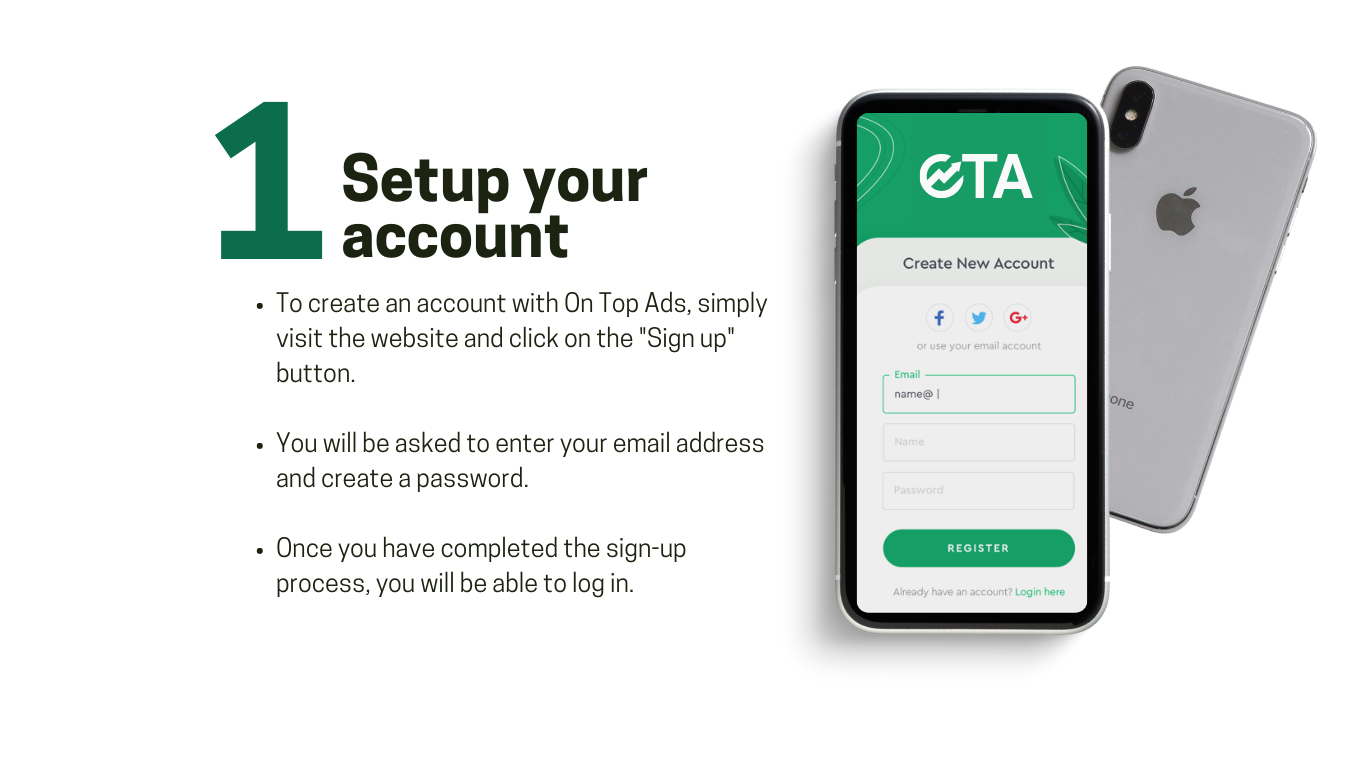 1
Setup your
account
• To create an account with On Top Ads, simply
visit the website and click on the "Sign up"
button.
• You will be asked to enter your email address
and create a password.
• Once you have completed the sign-up
process, you will be able to log in.
OTA
Create New Account
f
G+
or use your email account
Email
name@ |
Name
Password
REGISTER
Already have an account? Login here
one